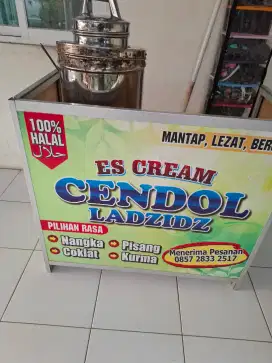 100%
HALAL
حلال
MANTAP, LEZAT, BER
ES CREAM
CENDOL
LADZIDZ
PILIHAN RASA
Nangka Pisang
Coklat Kurma
Menerima Pesanan
0857 2833 2517